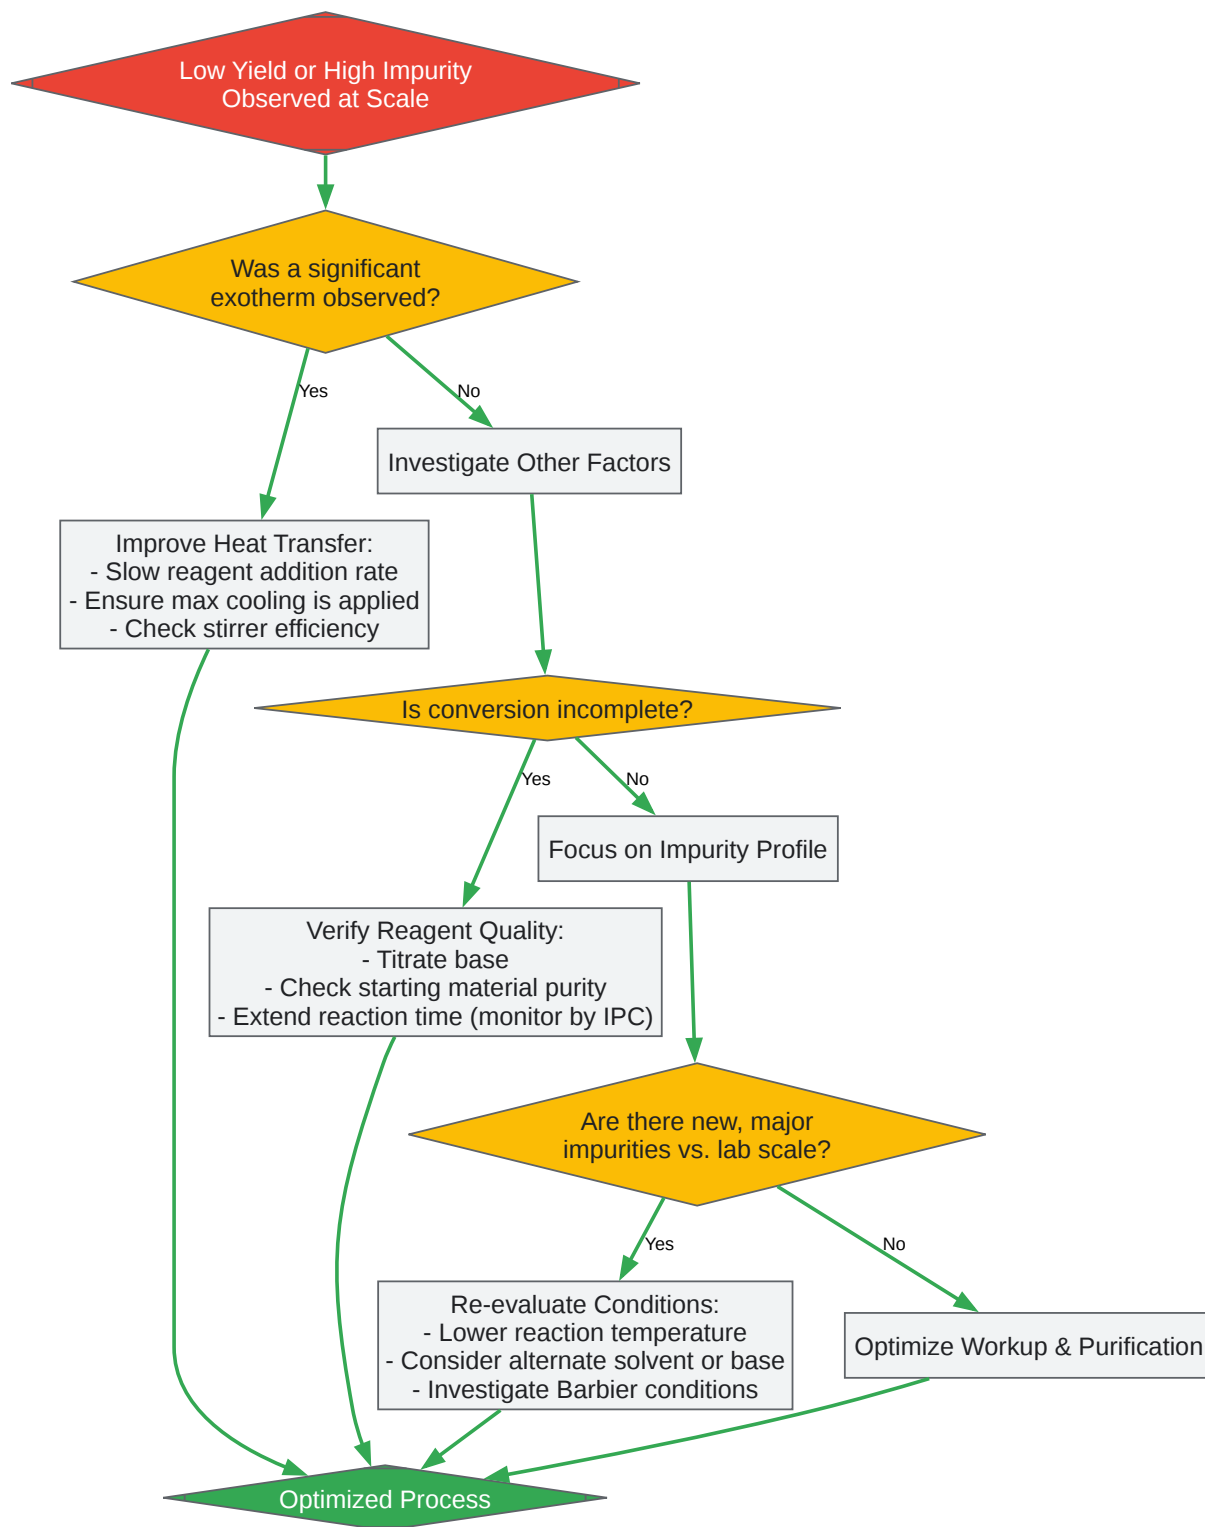 Low Yield or High Impurity
Observed at Scale
Was a significant
exotherm observed?
Yes
No
Investigate Other Factors
Improve Heat Transfer:
- Slow reagent addition rate
- Ensure max cooling is applied
- Check stirrer efficiency
Is conversion incomplete?
Yes
No
Focus on Impurity Profile
Verify Reagent Quality:
- Titrate base
- Check starting material purity
- Extend reaction time (monitor by IPC)
Are there new, major
impurities vs. lab scale?
Yes
No
Re-evaluate Conditions:
- Lower reaction temperature
- Consider alternate solvent or base
- Investigate Barbier conditions
Optimize Workup & Purification
Optimized Process